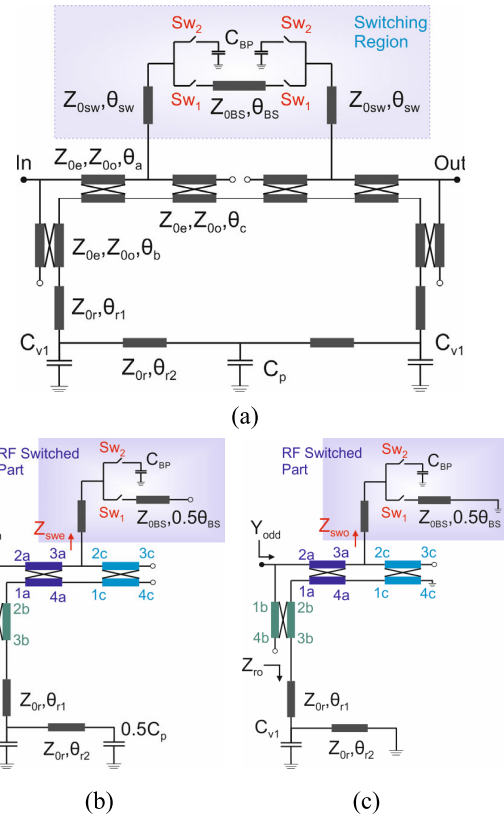 Switching
Region
Sw2
Sw2
CBP
Sw1
Sw1
Z0sw,θsw
Z0BS,θBS
Z0sw,θsw
In
Z0e,Z0o,θa
Out
Z0e,Z0o,θc
Z0e,Z0o,θb
Z0r,θr1
Cv1
Z0r,θr2
Cp
Cv1
(a)
RF Switched
Part
Sw2
CBP
Sw1
Z0BS, 0.5θBS
Zswe
2a 3a 2c 3c
1a 4a 1c 4c
2b
3b
Z0r,θr1
0.5Cp
Z0r,θr2
(b)
RF Switched
Part
Sw2
CBP
Sw1
Z0BS, 0.5θBS
Yodd
Zswo
2a 3a 2c 3c
1a 4a 1c 4c
1b 2b
4b 3b
Zro
Z0r,θr1
Cv1
Z0r,θr2
(c)